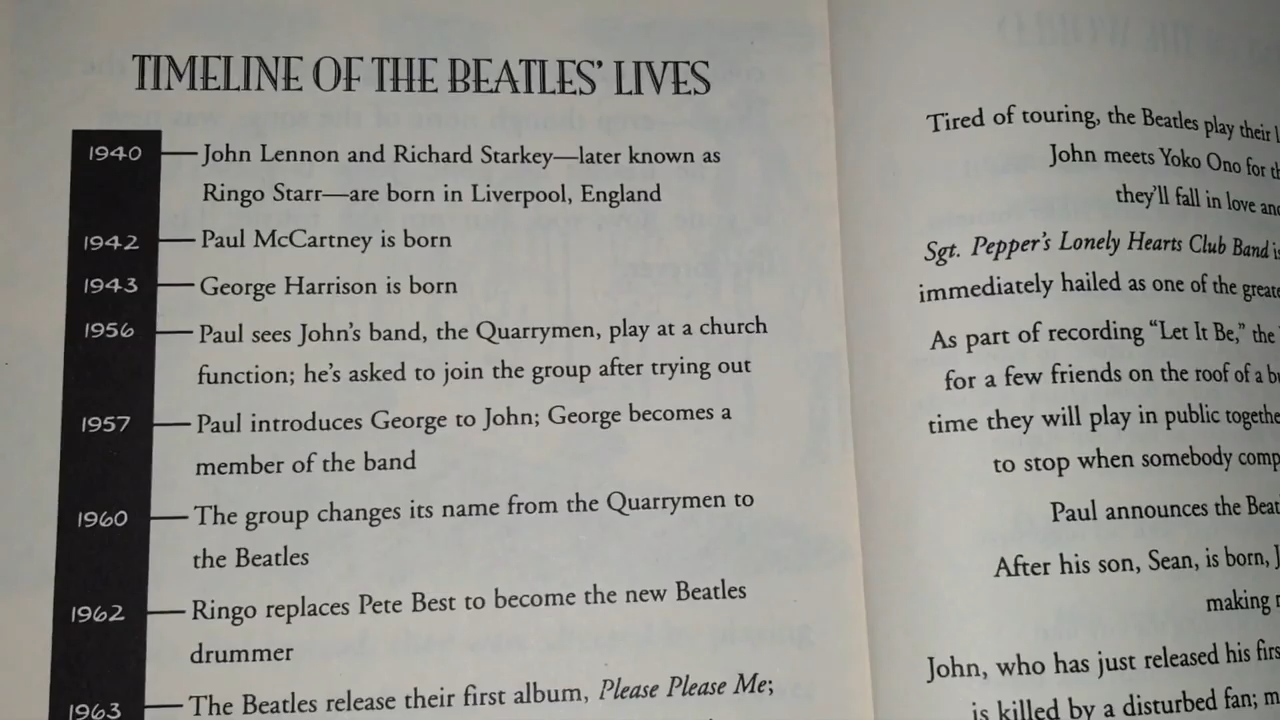 TIMELINE OF THE BEATLES' LIVES
1940 John Lennon and Richard Starkey—later known as
Ringo Starr—are born in Liverpool, England
1942 Paul McCartney is born
1943 George Harrison is born
1956 Paul sees John's band, the Quarrymen, play at a church
function; he's asked to join the group after trying out
1957 Paul introduces George to John; George becomes a
member of the band
1960 The group changes its name from the Quarrymen to
the Beatles
1962 Ringo replaces Pete Best to become the new Beatles
drummer
1963 The Beatles release their first album, Please Please Me;
Tired of touring, the Beatles play their
John meets Yoko Ono for
they'll fall in love
Sgt. Pepper's Lonely Hearts Club Band
immediately hailed as one of the
As part of recording "Let It Be," the
for a few friends on the roof of a
time they will play in public
to stop when somebody
Paul announces the
After his son, Sean, is born,
making
John, who has just released his
is killed by a disturbed fan;